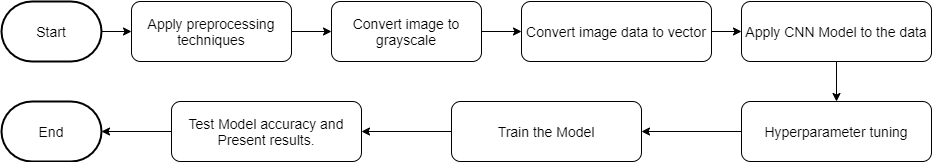 Start
Apply preprocessing
techniques
Convert image to
grayscale
Convert image data to vector
Apply CNN Model to the data
Hyperparameter tuning
Train the Model
Test Model accuracy and
Present results.
End